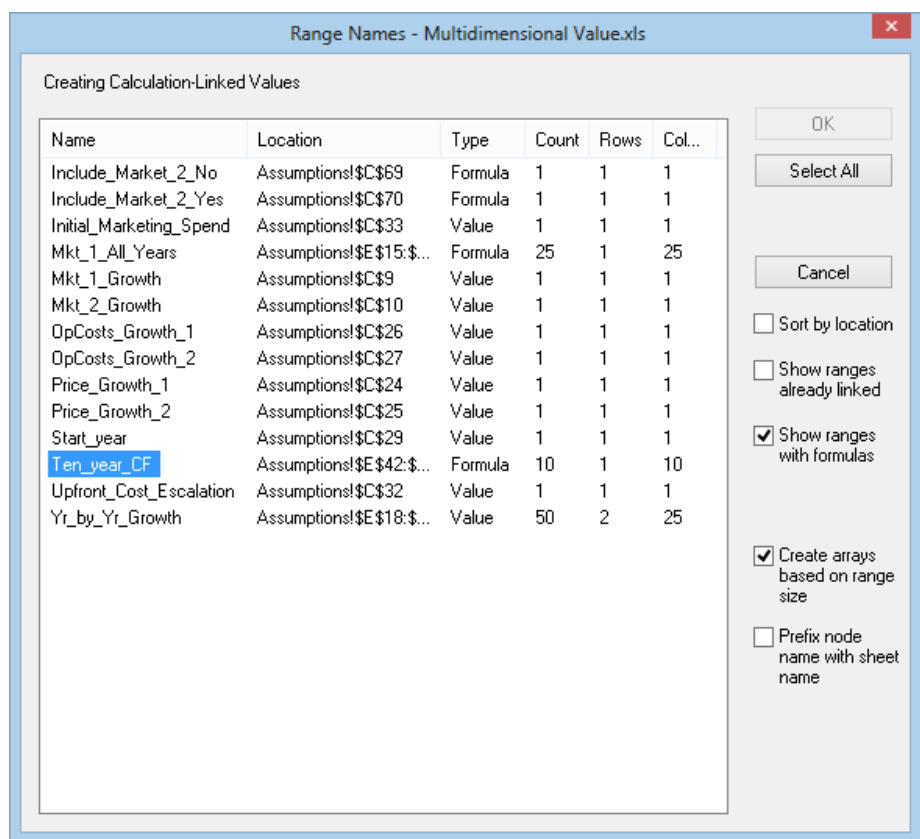 Range Names - Multidimensional Value.xls
Creating Calculation-Linked Values
Name Location Type Count Rows Col...
Include_Market_2_No Assumptions!$C$69 Formula 1 1 1
Include_Market_2_Yes Assumptions!$C$70 Formula 1 1 1
Initial_Marketing_Spend Assumptions!$C$33 Value 1 1 1
Mkt_1_All_Years Assumptions!$E$15:$... Formula 25 1 25
Mkt_1_Growth Assumptions!$C$9 Value 1 1 1
Mkt_2_Growth Assumptions!$C$10 Value 1 1 1
OpCosts_Growth_1 Assumptions!$C$26 Value 1 1 1
OpCosts_Growth_2 Assumptions!$C$27 Value 1 1 1
Price_Growth_1 Assumptions!$C$24 Value 1 1 1
Price_Growth_2 Assumptions!$C$25 Value 1 1 1
Start_year Assumptions!$C$29 Value 1 1 1
Ten_year_CF Assumptions!$E$42:$... Formula 10 1 10
Upfront_Cost_Escalation Assumptions!$C$32 Value 1 1 1
Yr_by_Yr_Growth Assumptions!$E$18:$... Value 50 2 25
OK
Select All
Cancel
Sort by location
Show ranges
already linked
Show ranges
with formulas
Create arrays
based on range
size
Prefix node
name with sheet
name